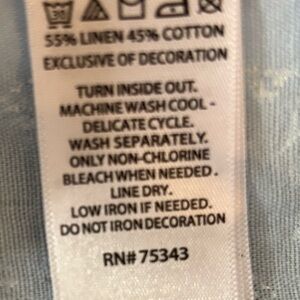 30
55% LINEN 45% COTTON
EXCLUSIVE OF DECORATION
TURN INSIDE OUT.
MACHINE WASH COOL -
DELICATE CYCLE.
WASH SEPARATELY.
ONLY NON-CHLORINE
BLEACH WHEN NEEDED.
LINE DRY.
LOW IRON IF NEEDED.
DO NOT IRON DECORATION
RN# 75343